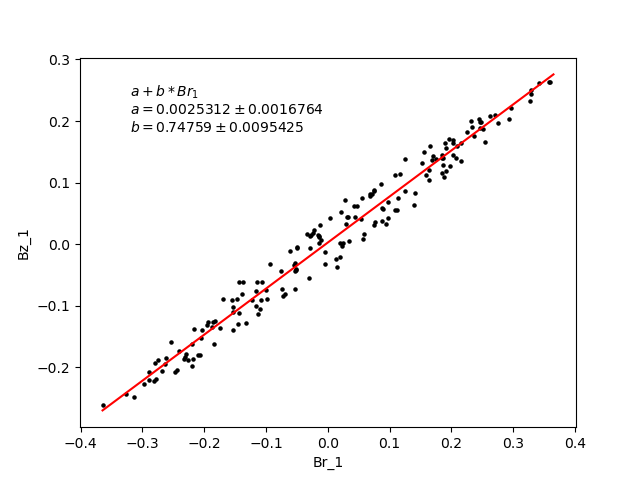 a + b * Br₁
a = 0.0025312 ± 0.0016764
b = 0.74759 ± 0.0095425
0.3
0.2
0.1
0.0
−0.1
−0.2
Bz_1
−0.4 −0.3 −0.2 −0.1 0.0 0.1 0.2 0.3 0.4
Br_1